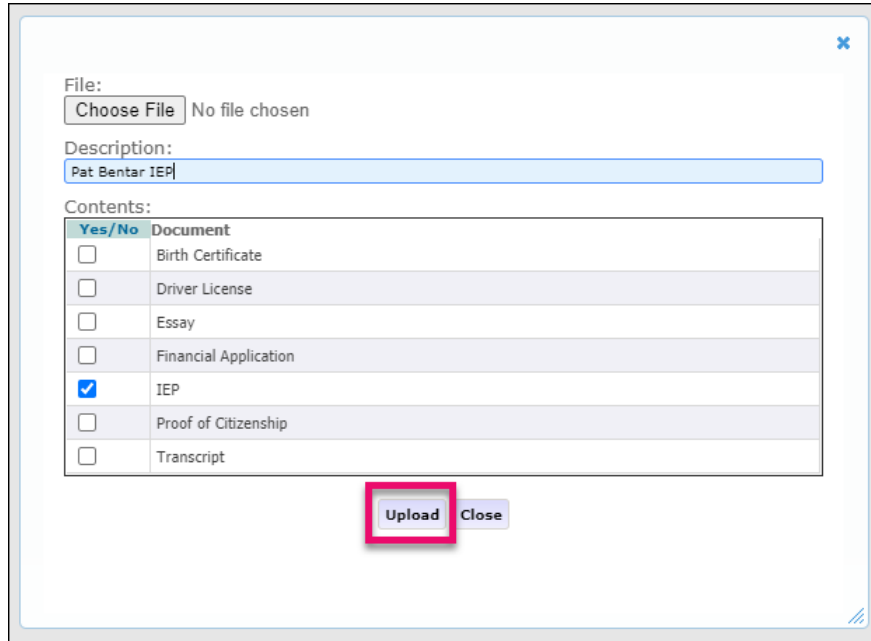 File:
Choose File No file chosen
Description:
Pat Bentar IEP
Contents:
Yes/No Document
Birth Certificate
Driver License
Essay
Financial Application
IEP
Proof of Citizenship
Transcript
Upload Close